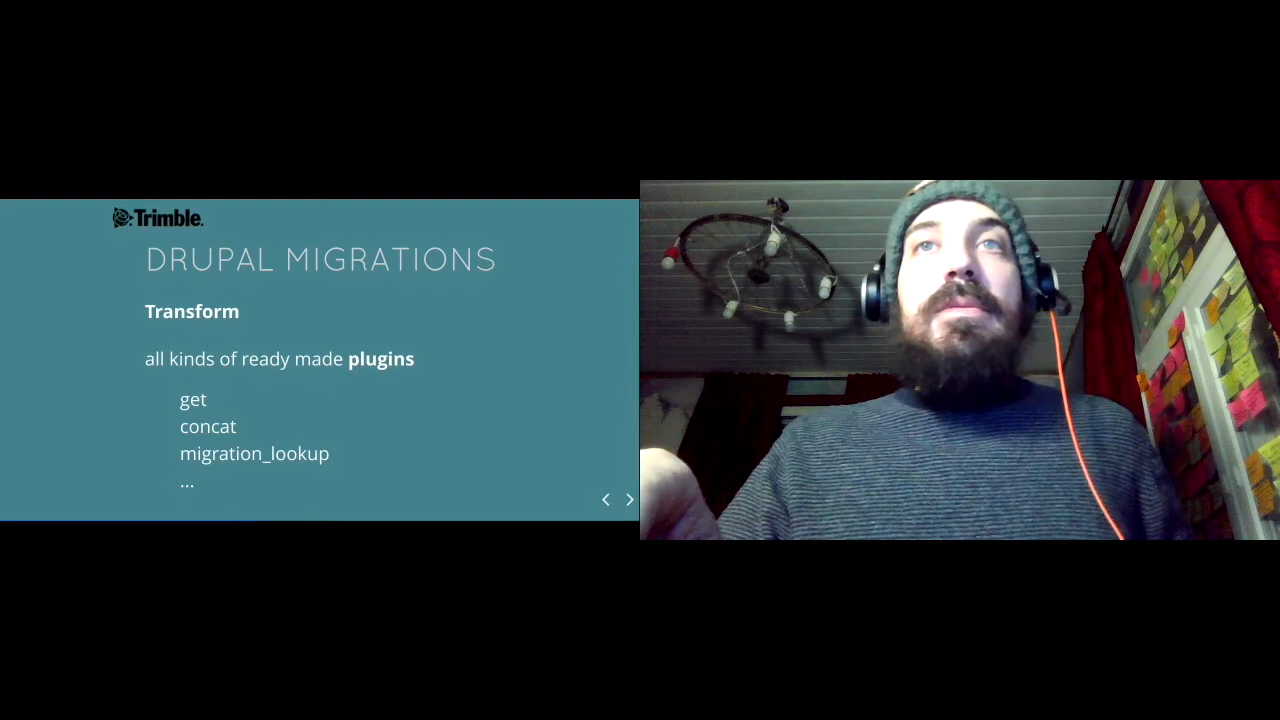 Trimble.
DRUPAL MIGRATIONS
Transform
all kinds of ready made plugins
get
concat
migration_lookup
...